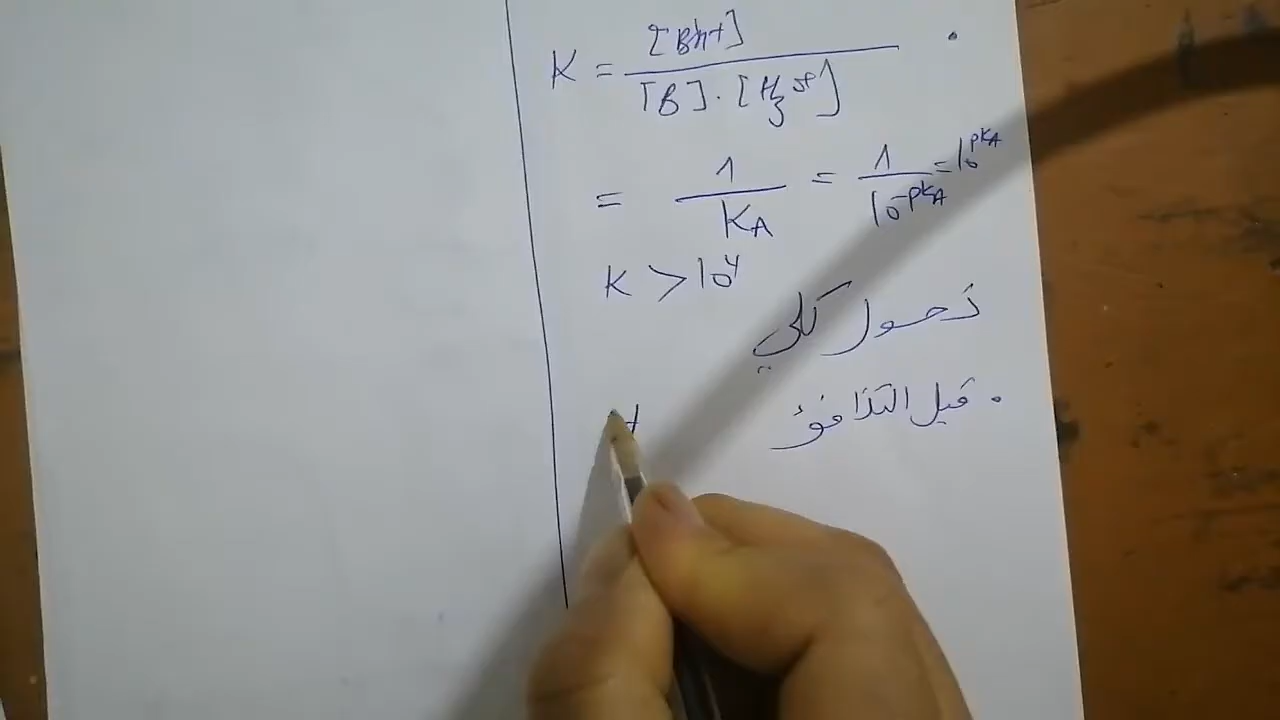 K = [BH+] / [B] . [H3O+]
= 1 / KA = 1 / 10^-PKA = 10^PKA
K > 10^4
تحول كلي
. قبل التكافؤ